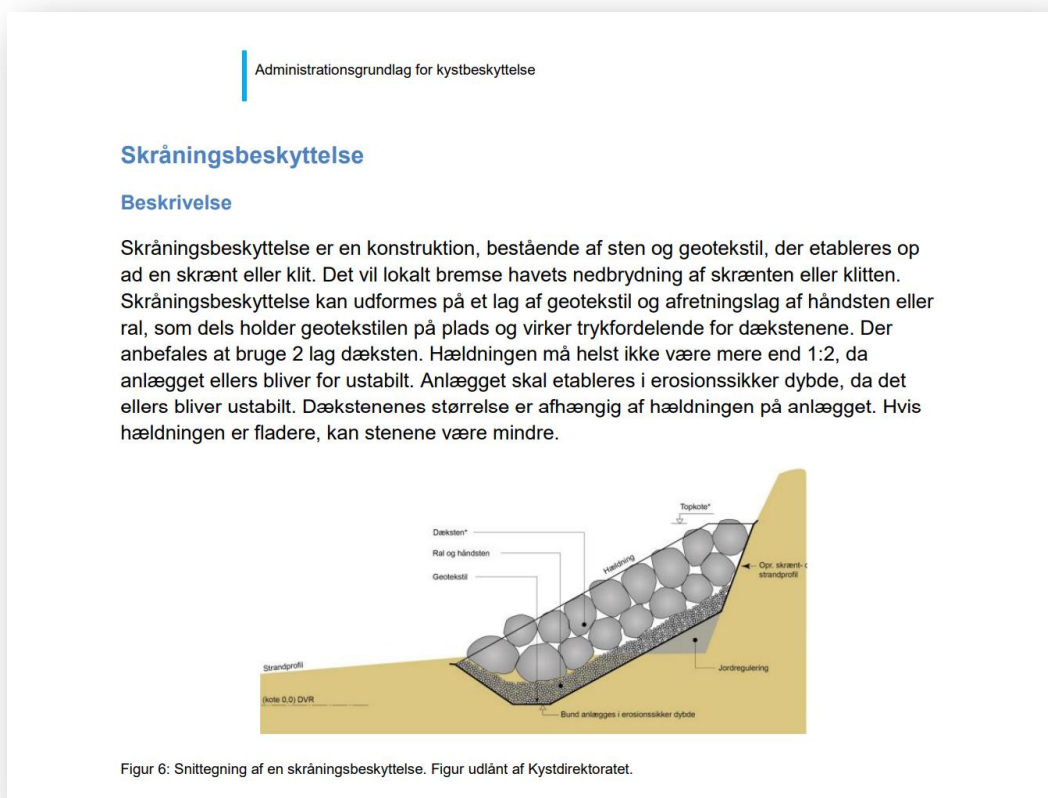 Administrationsgrundlag for kystbeskyttelse
Skråningsbeskyttelse
Beskrivelse
Skråningsbeskyttelse er en konstruktion, bestående af sten og geotekstil, der etableres op
ad en skrænt eller klit. Det vil lokalt bremse havets nedbrydning af skrænten eller klitten.
Skråningsbeskyttelse kan udformes på et lag af geotekstil og afretningslag af håndsten eller
ral, som dels holder geotekstilen på plads og virker trykfordelende for dækstenene. Der
anbefales at bruge 2 lag dæksten. Hældningen må helst ikke være mere end 1:2, da
anlægget ellers bliver for ustabilt. Anlægget skal etableres i erosionssikker dybde, da det
ellers bliver ustabilt. Dækstenenes størrelse er afhængig af hældningen på anlægget. Hvis
hældningen er fladere, kan stenene være mindre.
Topkote*
Dæksten*
Ral og håndsten
Geotekstil
Hældning
Opr. skrænt-
strandprofil
Strandprofil
Jordregulering
(kote 0,0) DVR
Bund anlægges i erosionssikker dybde
Figur 6: Snittegning af en skråningsbeskyttelse. Figur udlånt af Kystdirektoratet.